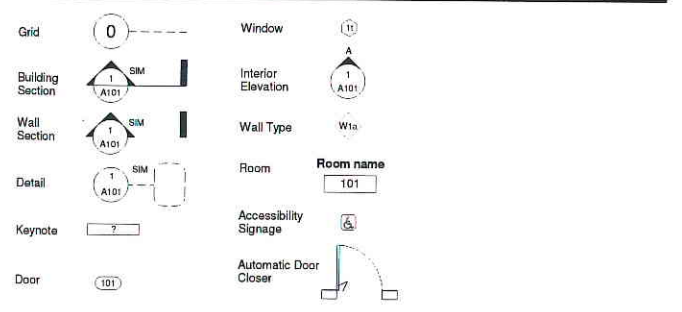 Grid
0
Building
Section
1
A101
SIM
Wall
Section
1
A101
SIM
Detail
1
A101
SIM
Keynote
?
Door
101
Window
1t
Interior
Elevation
A
1
A101
Wall Type
W1a
Room
Room name
101
Accessibility
Signage
Automatic Door
Closer